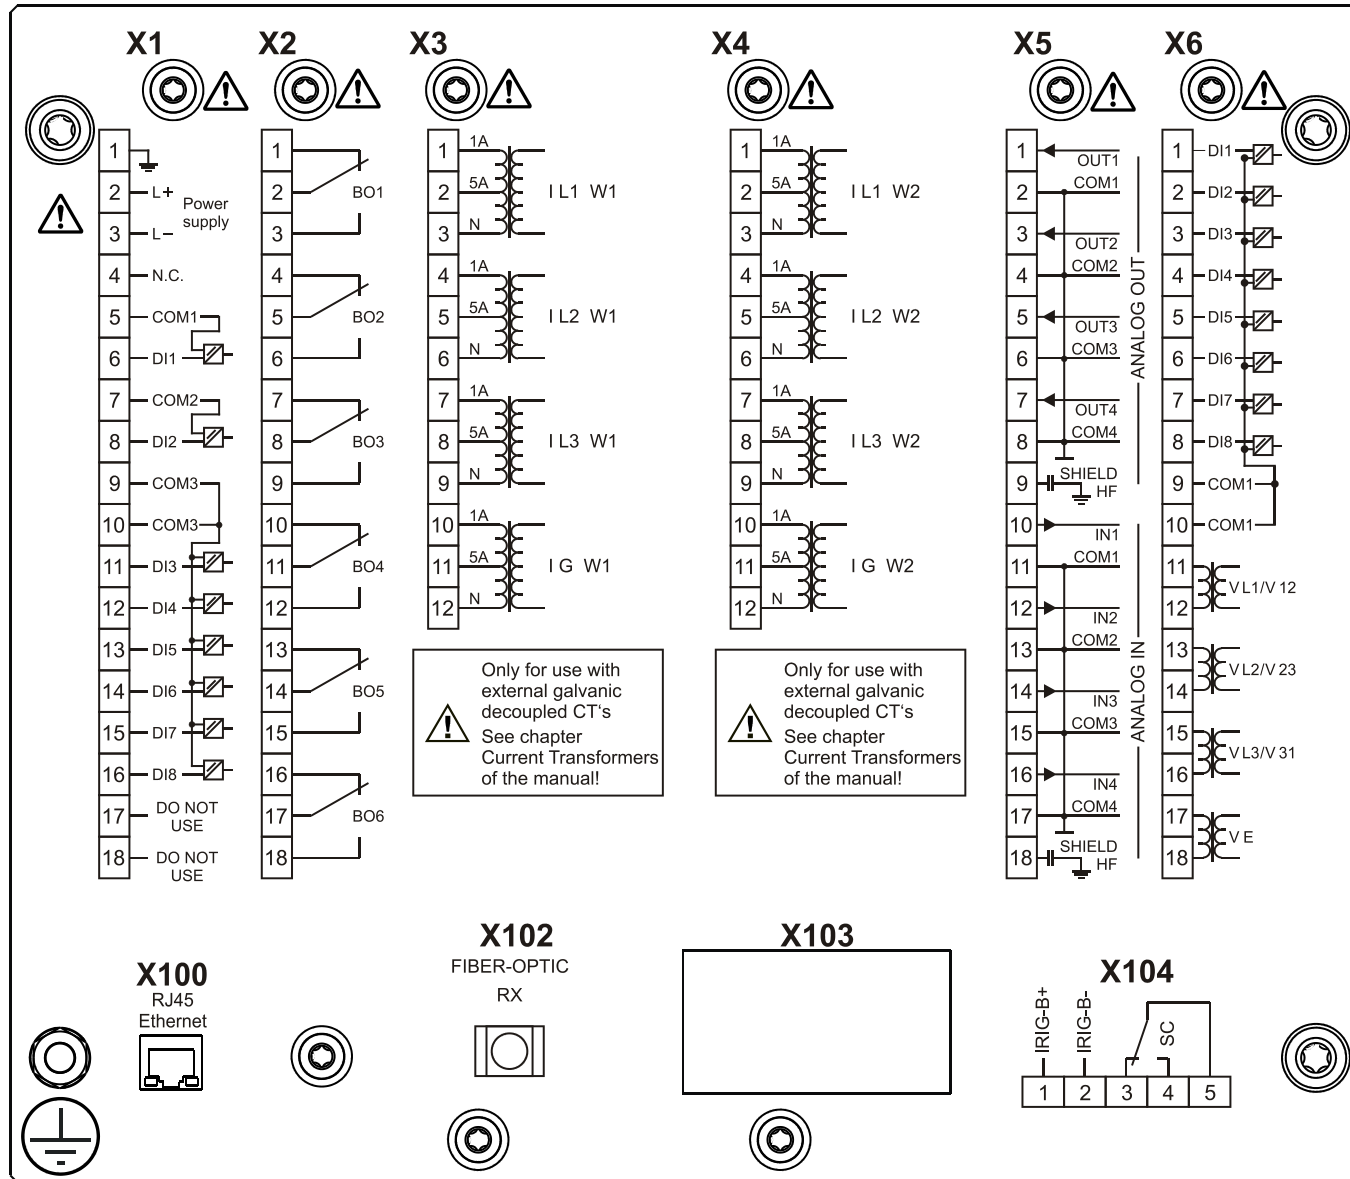 X1
X2
X3
X4
X5
X6
1
2 L+ Power
3 L– supply
4 N.C.
5 COM1
6 DI1
7 COM2
8 DI2
9 COM3
10 COM3
11 DI3
12 DI4
13 DI5
14 DI6
15 DI7
16 DI8
17 DO NOT
USE
18 DO NOT
USE
1
2 BO1
3
4
5 BO2
6
7
8 BO3
9
10
11 BO4
12
13
14 BO5
15
16
17 BO6
18
1 1A
2 5A I L1 W1
3 N
4 1A
5 5A I L2 W1
6 N
7 1A
8 5A I L3 W1
9 N
10 1A
11 5A I G W1
12 N
Only for use with
external galvanic
decoupled CT's
See chapter
Current Transformers
of the manual!
1 1A
2 5A I L1 W2
3 N
4 1A
5 5A I L2 W2
6 N
7 1A
8 5A I L3 W2
9 N
10 1A
11 5A I G W2
12 N
Only for use with
external galvanic
decoupled CT's
See chapter
Current Transformers
of the manual!
1 OUT1
2 COM1
3 OUT2
4 COM2
5 OUT3
6 COM3
7 OUT4
8 COM4
9 SHIELD
HF
ANALOG OUT
10 IN1
11 COM1
12 IN2
13 COM2
14 IN3
15 COM3
16 IN4
17 COM4
18 SHIELD
HF
ANALOG IN
1 DI1
2 DI2
3 DI3
4 DI4
5 DI5
6 DI6
7 DI7
8 DI8
9 COM1
10 COM1
11
12 V L1/V 12
13
14 V L2/V 23
15
16 V L3/V 31
17
18 V E
X100
RJ45
Ethernet
X102
FIBER-OPTIC
RX
X103
X104
IRIG-B+
IRIG-B-
SC
1 2 3 4 5